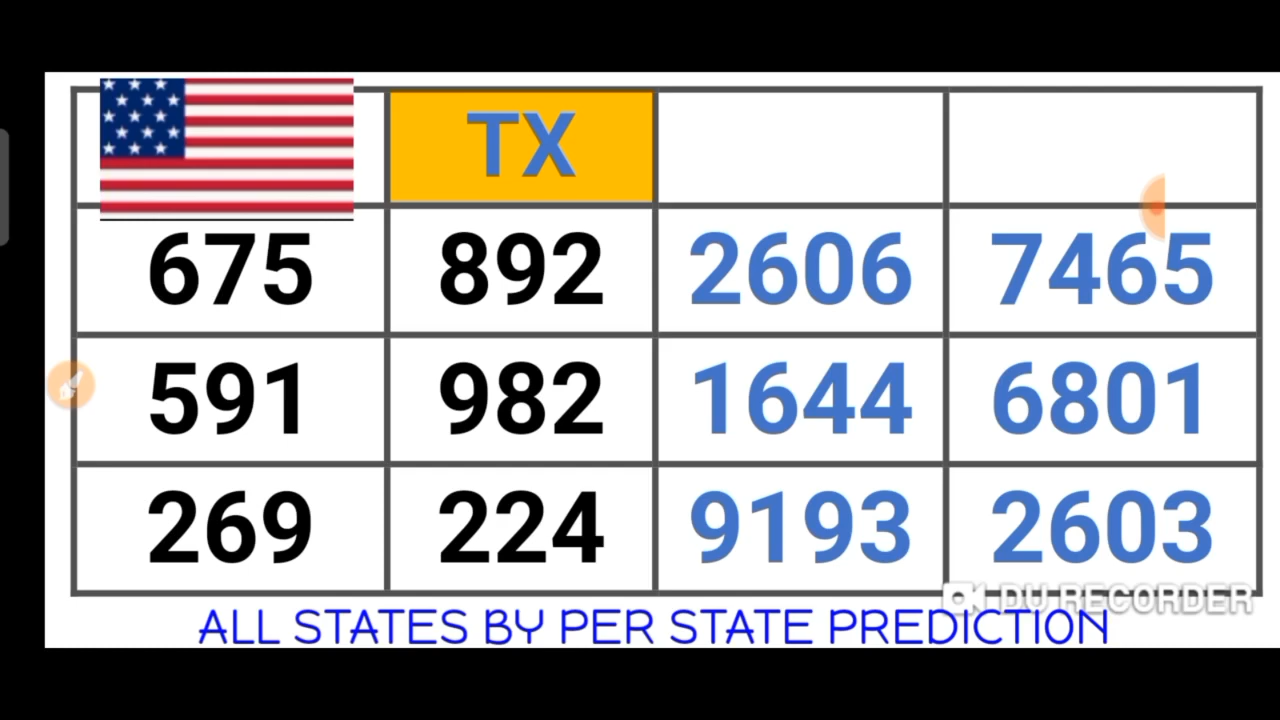 TX
675 892 2606 7465
591 982 1644 6801
269 224 9193 2603
DU RECORDER
ALL STATES BY PER STATE PREDICTION